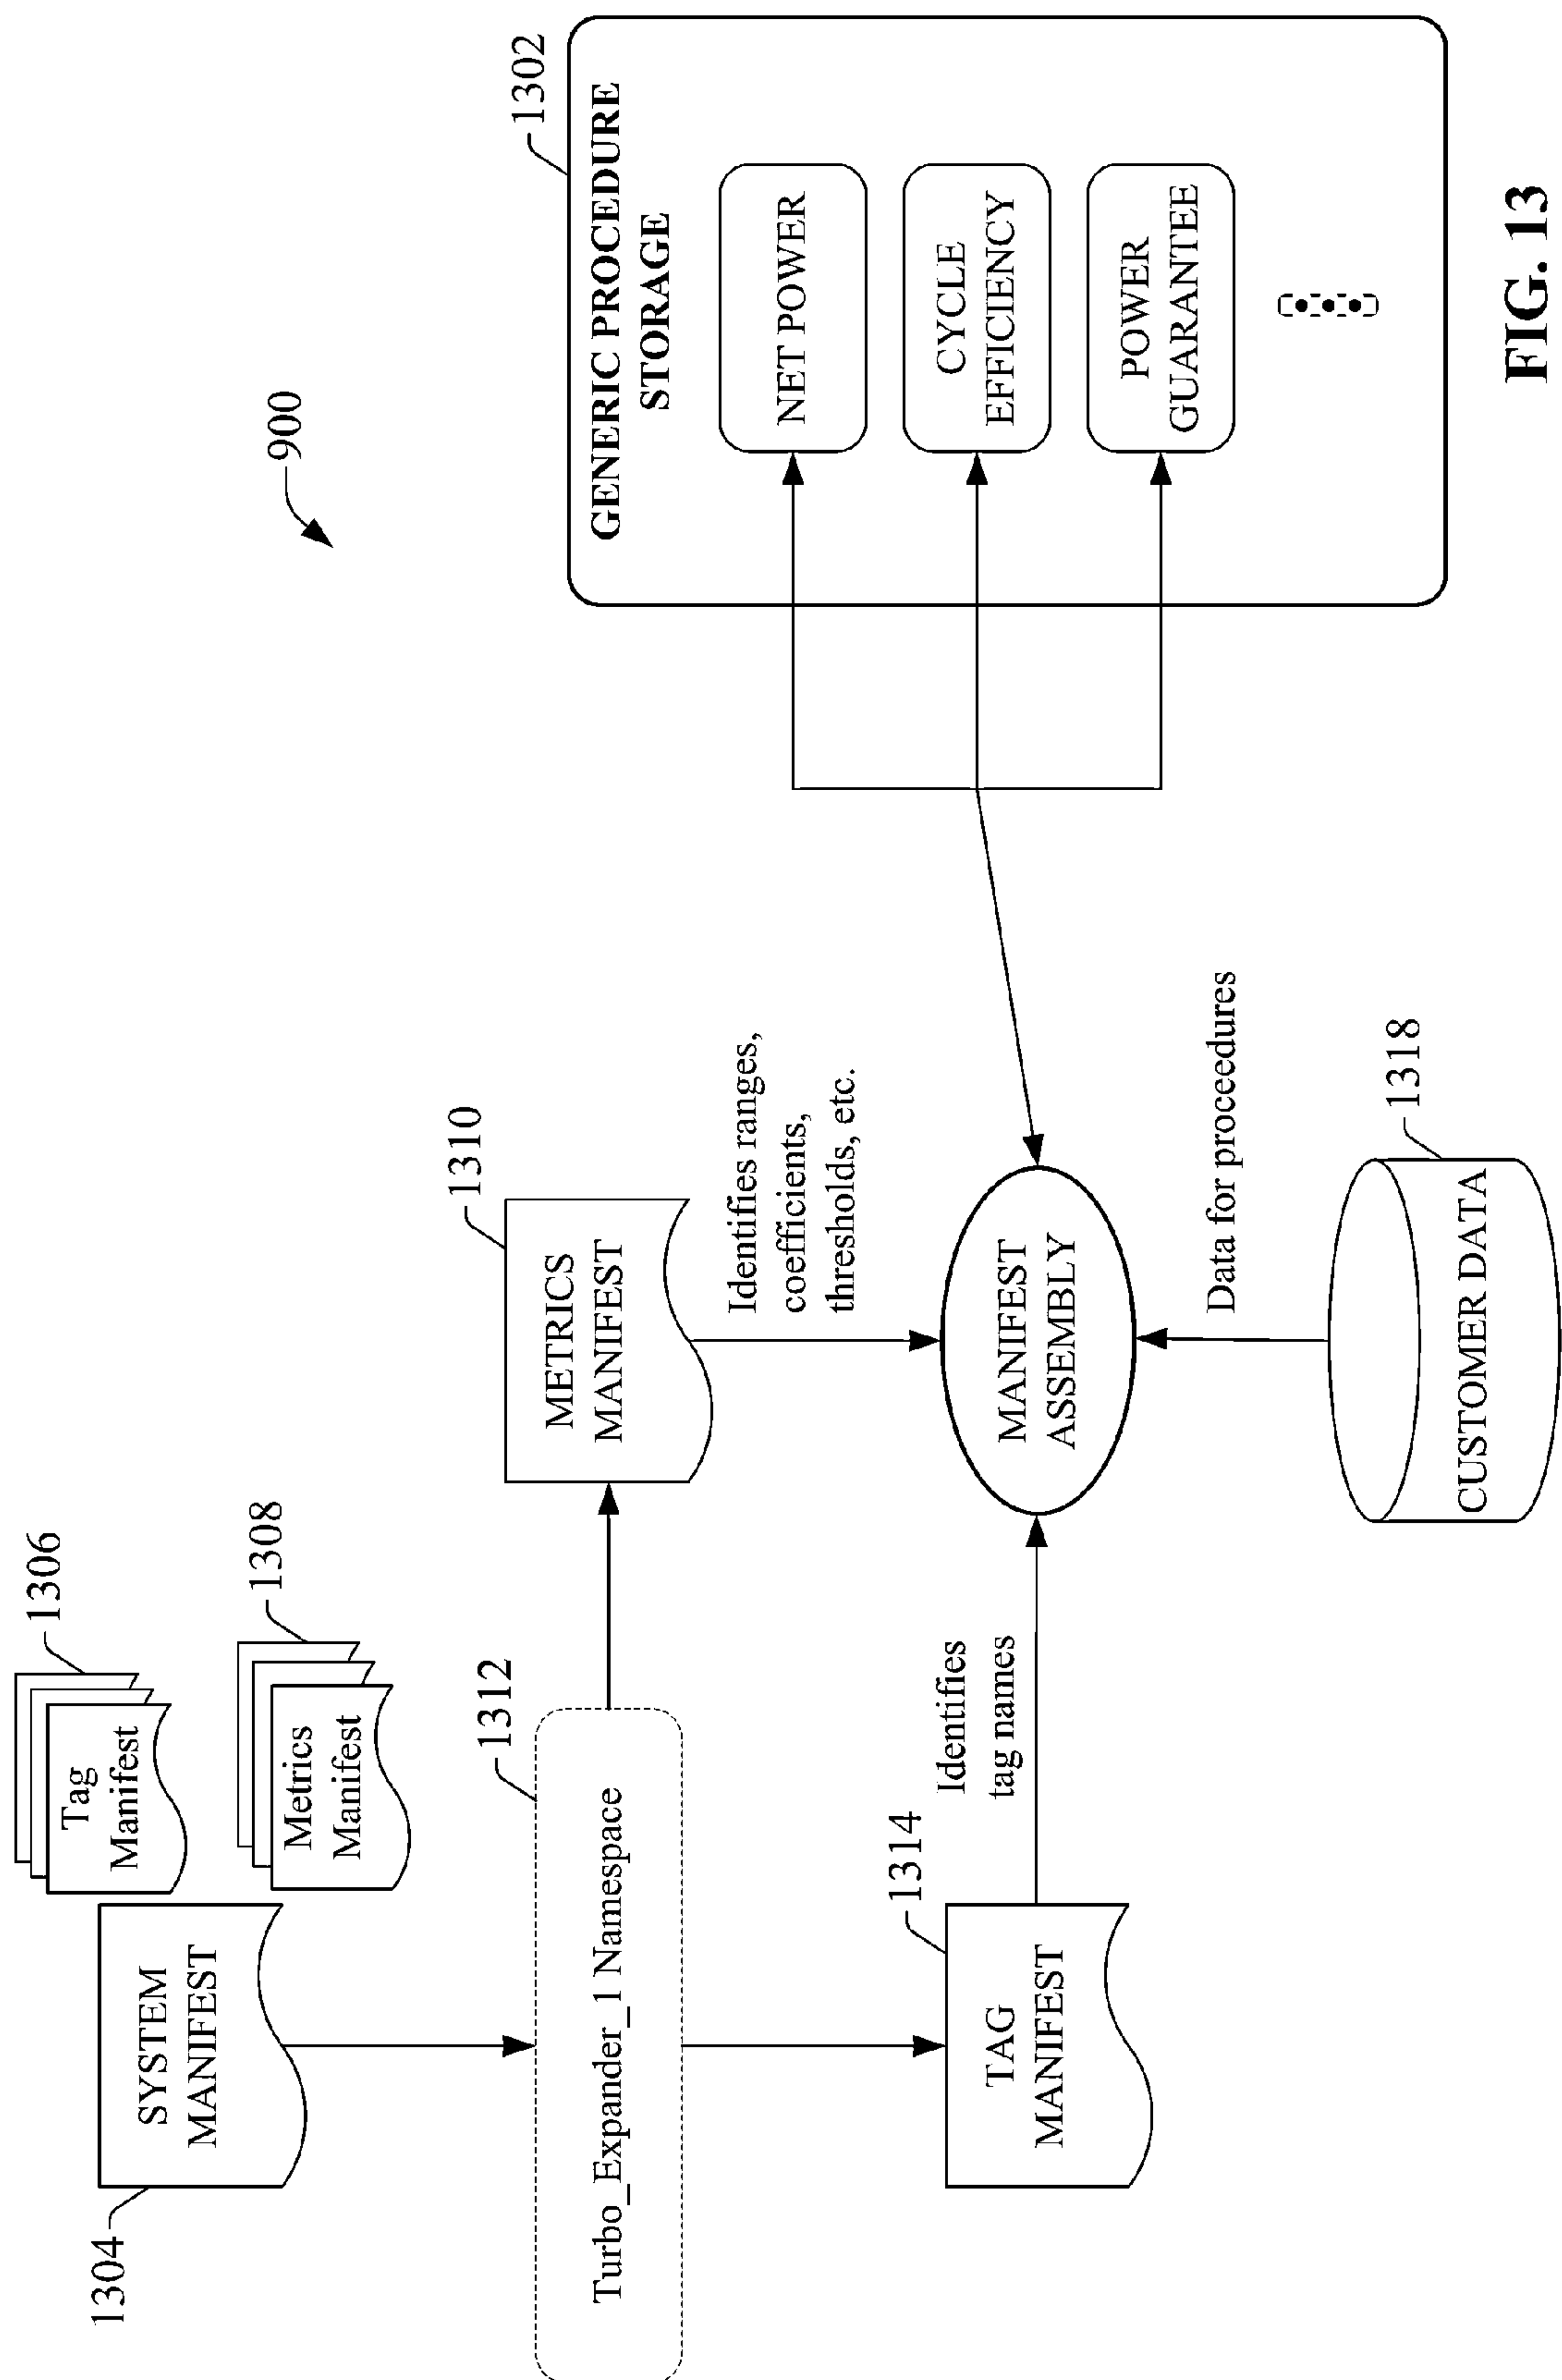 900
1306
Tag
Manifest
1308
Metrics
Manifest
1304
SYSTEM
MANIFEST
1312
Turbo_Expander_1 Namespace
1310
METRICS
MANIFEST
Identifies ranges,
coefficients,
thresholds, etc.
1314
TAG
MANIFEST
Identifies
tag names
MANIFEST
ASSEMBLY
Data for proceedures
1318
CUSTOMER DATA
1302
GENERIC PROCEDURE
STORAGE
NET POWER
CYCLE
EFFICIENCY
POWER
GUARANTEE
FIG. 13